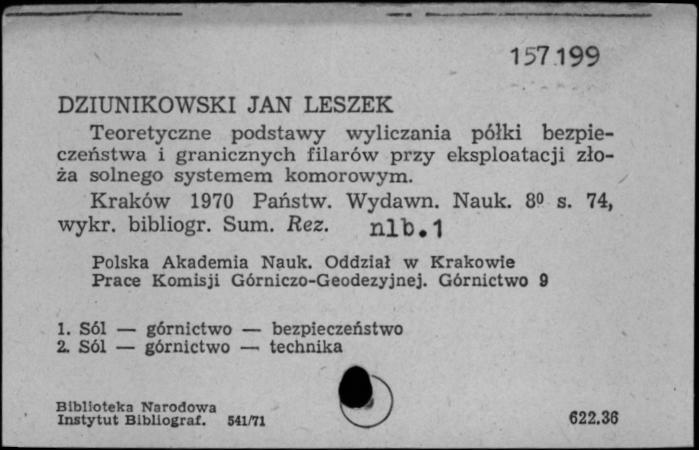 157.199
DZIUNIKOWSKI JAN LESZEK
Teoretyczne podstawy wyliczania półki bezpie-
czeństwa i granicznych filarów przy eksploatacji zło-
ża solnego systemem komorowym.
Kraków 1970 Państw. Wydawn. Nauk. 8⁰ s. 74,
wykr. bibliogr. Sum. Rez. nlb.1
Polska Akademia Nauk. Oddział w Krakowie
Prace Komisji Górniczo-Geodezyjnej. Górnictwo 9
1. Sól — górnictwo — bezpieczeństwo
2. Sól — górnictwo — technika
Biblioteka Narodowa
Instytut Bibliograf. 541/71 622.36